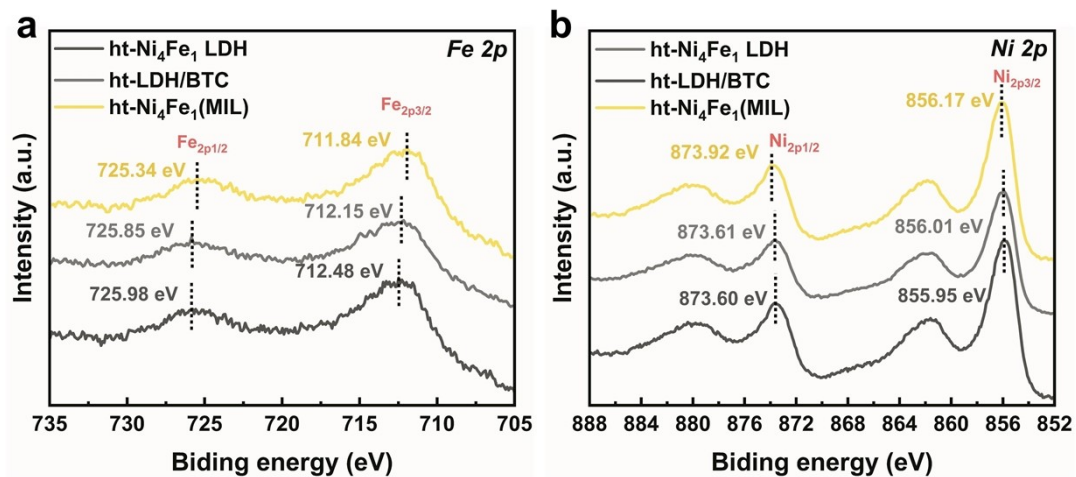 a
Fe 2p
ht-Ni₄Fe₁ LDH
ht-LDH/BTC
ht-Ni₄Fe₁(MIL)
Fe2p3/2
Fe2p1/2
711.84 eV
725.34 eV
712.15 eV
725.85 eV
712.48 eV
725.98 eV
Intensity (a.u.)
735 730 725 720 715 710 705
Biding energy (eV)
b
Ni 2p
ht-Ni₄Fe₁ LDH
ht-LDH/BTC
ht-Ni₄Fe₁(MIL)
Ni2p3/2
856.17 eV
Ni2p1/2
873.92 eV
873.61 eV
856.01 eV
873.60 eV
855.95 eV
Intensity (a.u.)
888 884 880 876 872 868 864 860 856 852
Biding energy (eV)